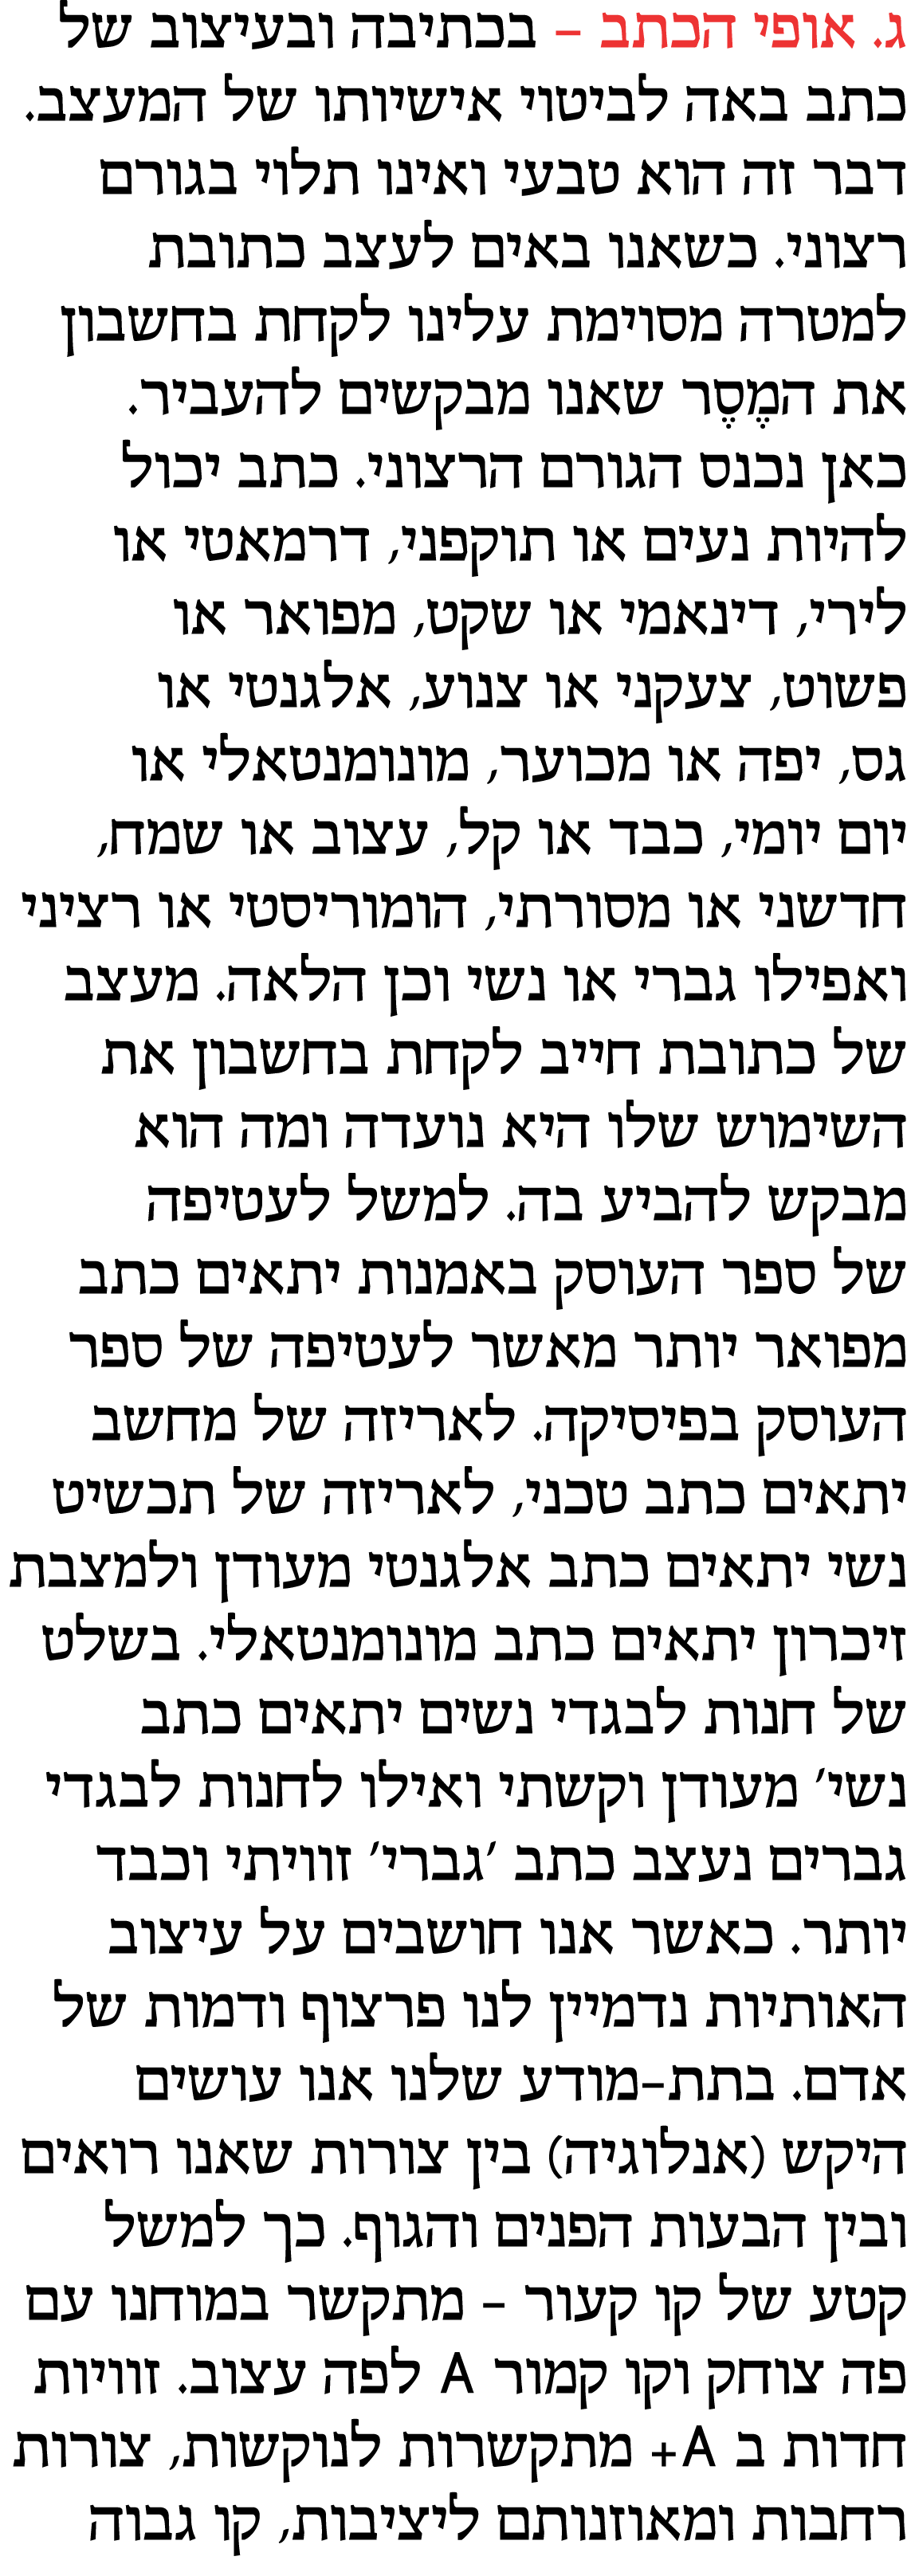 ג. אופי הכתב – בכתיבה ובעיצוב של
כתב באה לביטוי אישיותו של המעצב.
דבר זה הוא טבעי ואינו תלוי בגורם
רצוני. כשאנו באים לעצב כתובת
למטרה מסוימת עלינו לקחת בחשבון
את המֶסֶר שאנו מבקשים להעביר.
כאן נכנס הגורם הרצוני. כתב יכול
להיות נעים או תוקפני, דרמאטי או
לירי, דינאמי או שקט, מפואר או
פשוט, צעקני או צנוע, אלגנטי או
גס, יפה או מכוער, מונומנטאלי או
יום יומי, כבד או קל, עצוב או שמח,
חדשני או מסורתי, הומוריסטי או רציני
ואפילו גברי או נשי וכן הלאה. מעצב
של כתובת חייב לקחת בחשבון את
השימוש שלו היא נועדה ומה הוא
מבקש להביע בה. למשל לעטיפה
של ספר העוסק באמנות יתאים כתב
מפואר יותר מאשר לעטיפה של ספר
העוסק בפיסיקה. לאריזה של מחשב
יתאים כתב טכני, לאריזה של תכשיט
נשי יתאים כתב אלגנטי מעודן ולמצבת
זיכרון יתאים כתב מונומנטאלי. בשלט
של חנות לבגדי נשים יתאים כתב
נשי' מעודן וקשתי ואילו לחנות לבגדי
גברים נעצב כתב 'גברי' זוויתי וכבד
יותר. כאשר אנו חושבים על עיצוב
האותיות נדמיין לנו פרצוף ודמות של
אדם. בתת-מודע שלנו אנו עושים
היקש (אנלוגיה) בין צורות שאנו רואים
ובין הבעות הפנים והגוף. כך למשל
קטע של קו קעור - מתקשר במוחנו עם
פה צוחק וקו קמור A לפה עצוב. זוויות
חדות ב A+ מתקשרות לנוקשות, צורות
רחבות ומאוזנותם ליציבות, קו גבוה